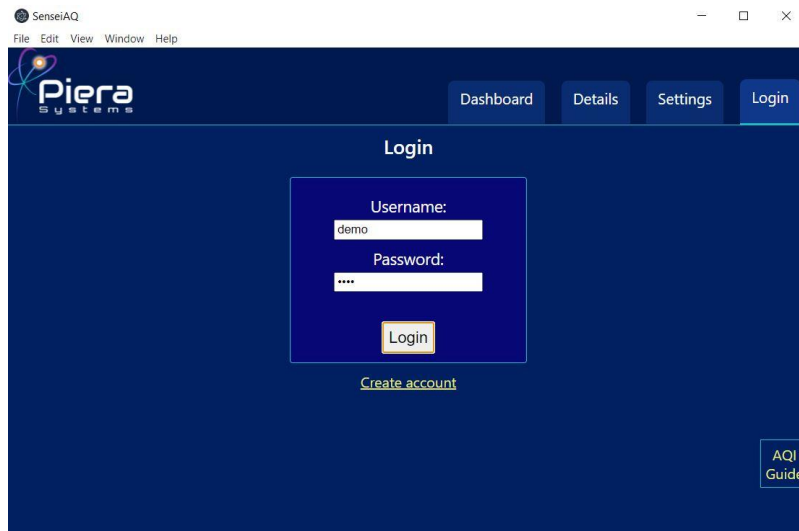 SenseiAQ
File Edit View Window Help
Piera
Systems
Dashboard Details Settings Login
Login
Username:
demo
Password:
••••
Login
Create account
AQI
Guide